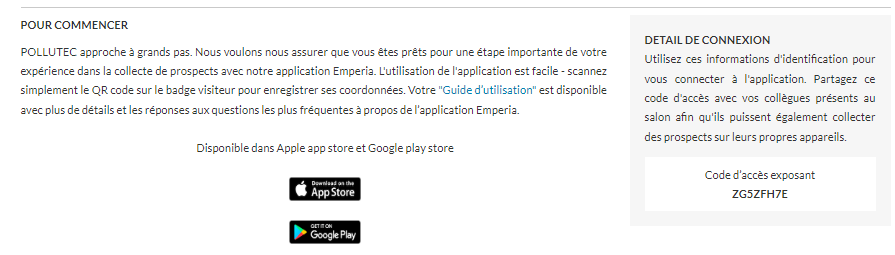 POUR COMMENCER
POLLUTEC approche à grands pas. Nous voulons nous assurer que vous êtes prêts pour une étape importante de votre
expérience dans la collecte de prospects avec notre application Emperia. L'utilisation de l'application est facile - scannez
simplement le QR code sur le badge visiteur pour enregistrer ses coordonnées. Votre "Guide d'utilisation" est disponible
avec plus de détails et les réponses aux questions les plus fréquentes à propos de l'application Emperia.
Disponible dans Apple app store et Google play store
Download on the
App Store
GET IT ON
Google Play
DETAIL DE CONNEXION
Utilisez ces informations d'identification pour
vous connecter à l'application. Partagez ce
code d'accès avec vos collègues présents au
salon afin qu'ils puissent également collecter
des prospects sur leurs propres appareils.
Code d'accès exposant
ZG5ZFH7E